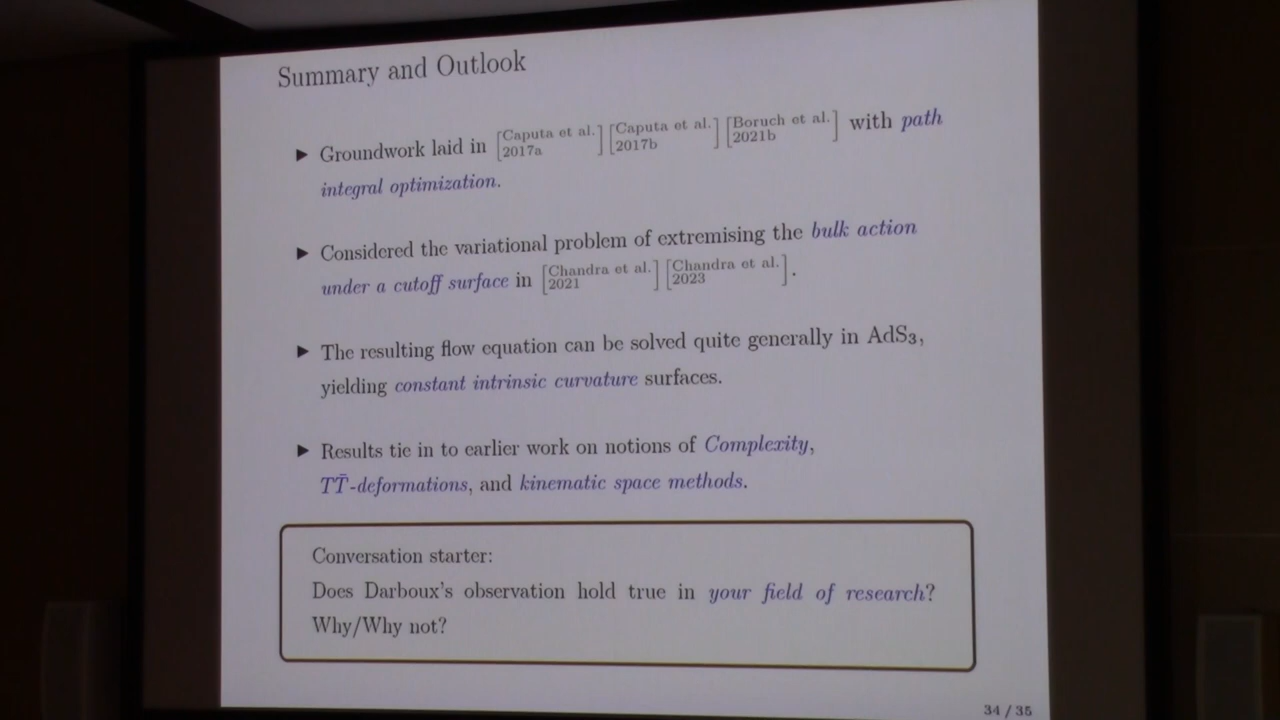 Summary and Outlook
▶ Groundwork laid in [Caputa et al. 2017a] [Caputa et al. 2017b] [Boruch et al. 2021b] with path
integral optimization.
▶ Considered the variational problem of extremising the bulk action
under a cutoff surface in [Chandra et al. 2021] [Chandra et al. 2023].
▶ The resulting flow equation can be solved quite generally in AdS₃,
yielding constant intrinsic curvature surfaces.
▶ Results tie in to earlier work on notions of Complexity,
TT̄-deformations, and kinematic space methods.
Conversation starter:
Does Darboux's observation hold true in your field of research?
Why/Why not?
34 / 35